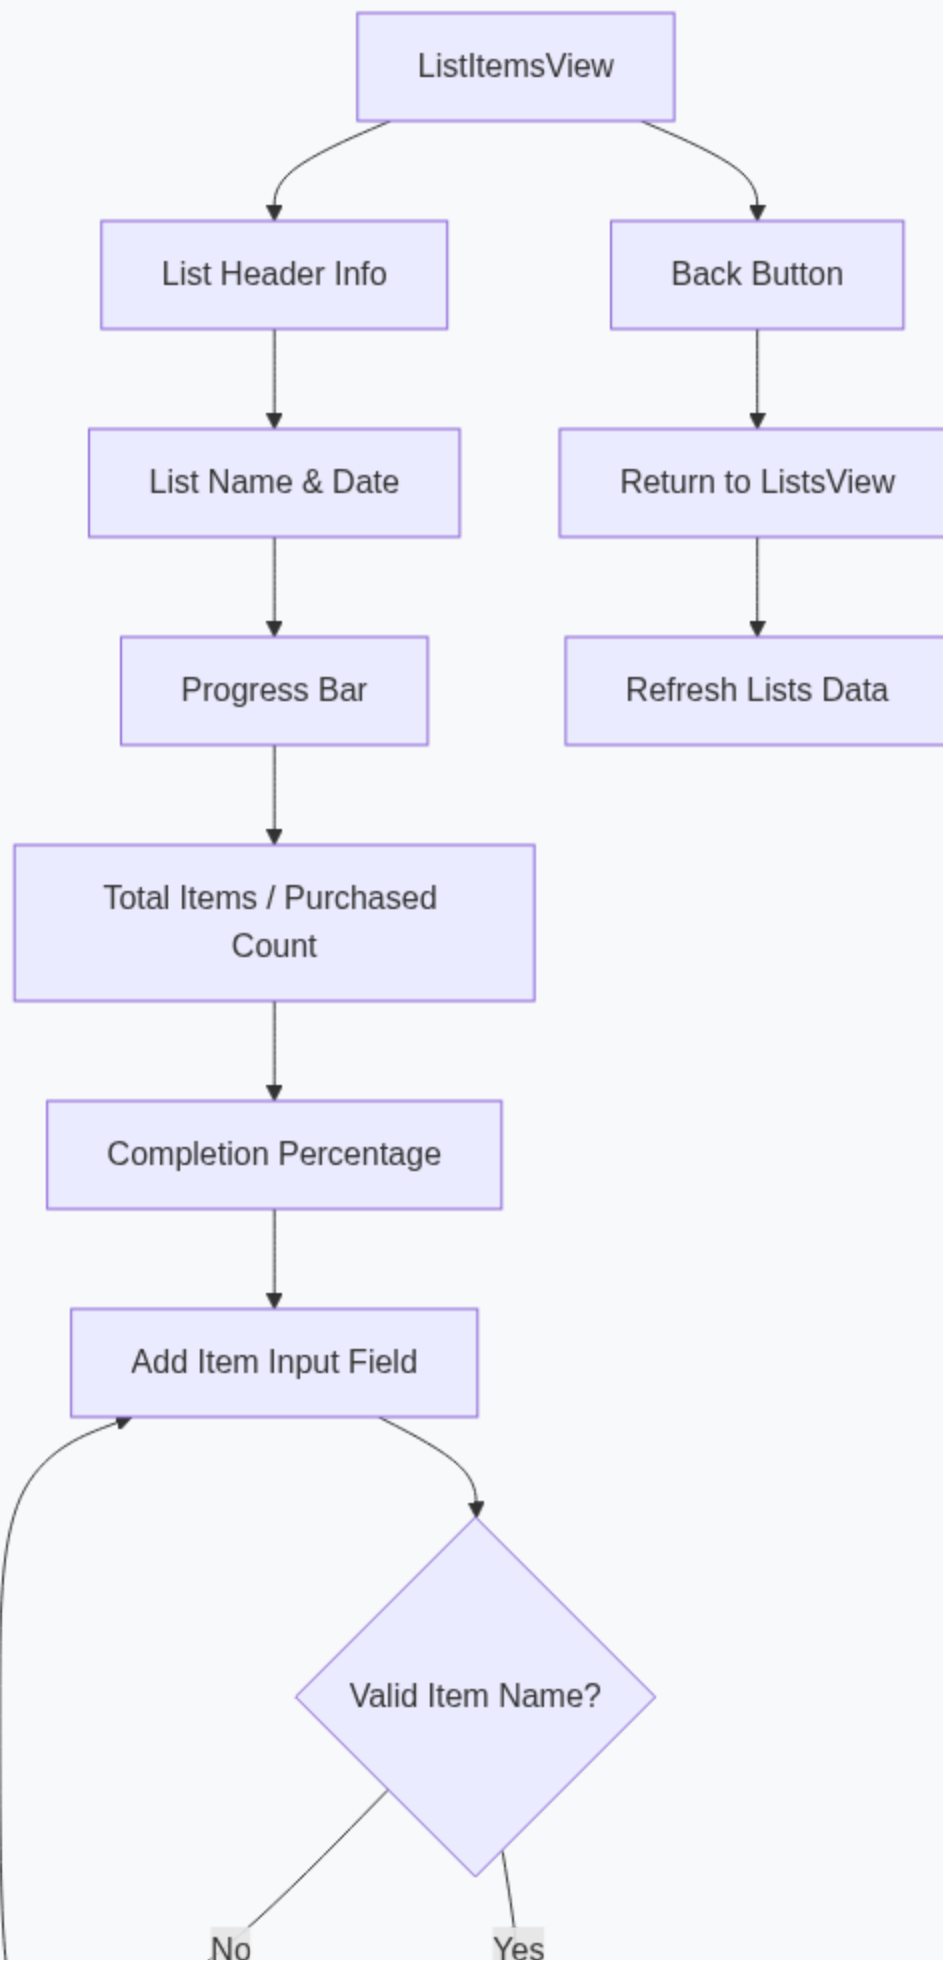 ListItemsView
List Header Info
Back Button
List Name & Date
Return to ListsView
Progress Bar
Refresh Lists Data
Total Items / Purchased
Count
Completion Percentage
Add Item Input Field
Valid Item Name?
No
Yes